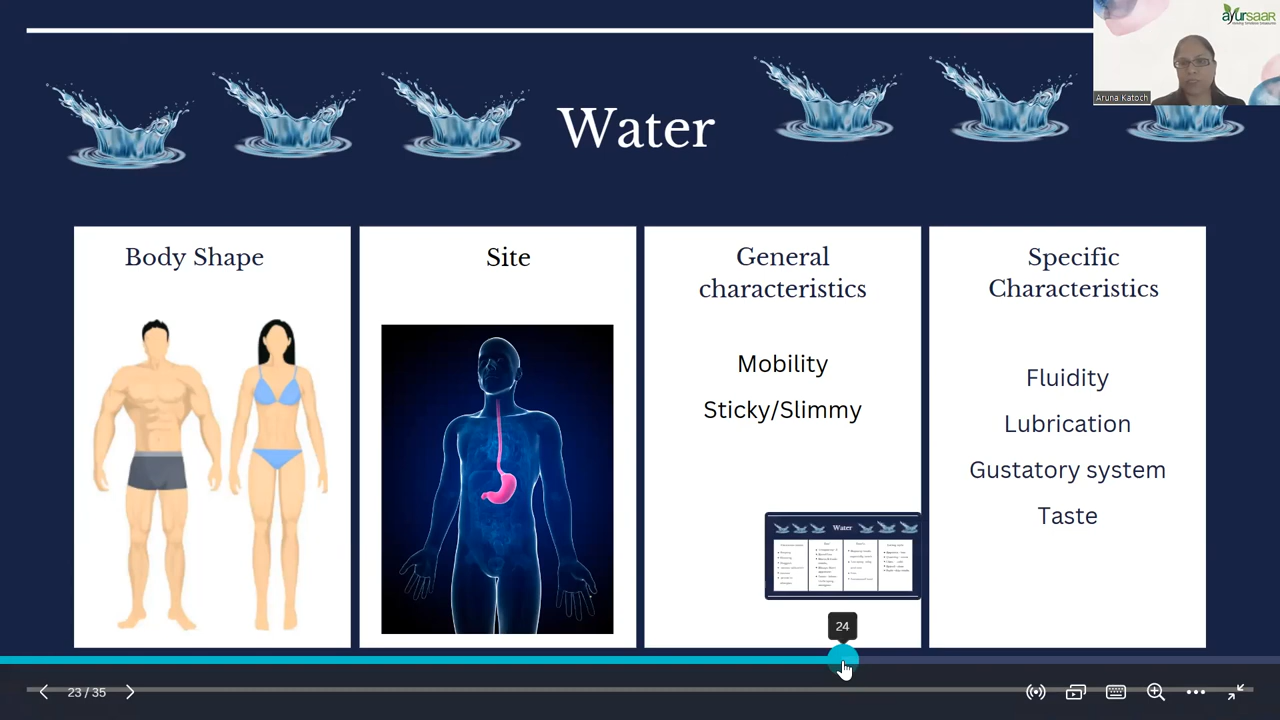 ayurSAAR
Aruna Katoch
Water
Body Shape
Site
General
characteristics
Mobility
Sticky/Slimmy
Specific
Characteristics
Fluidity
Lubrication
Gustatory system
Taste
Water
24
23 / 35